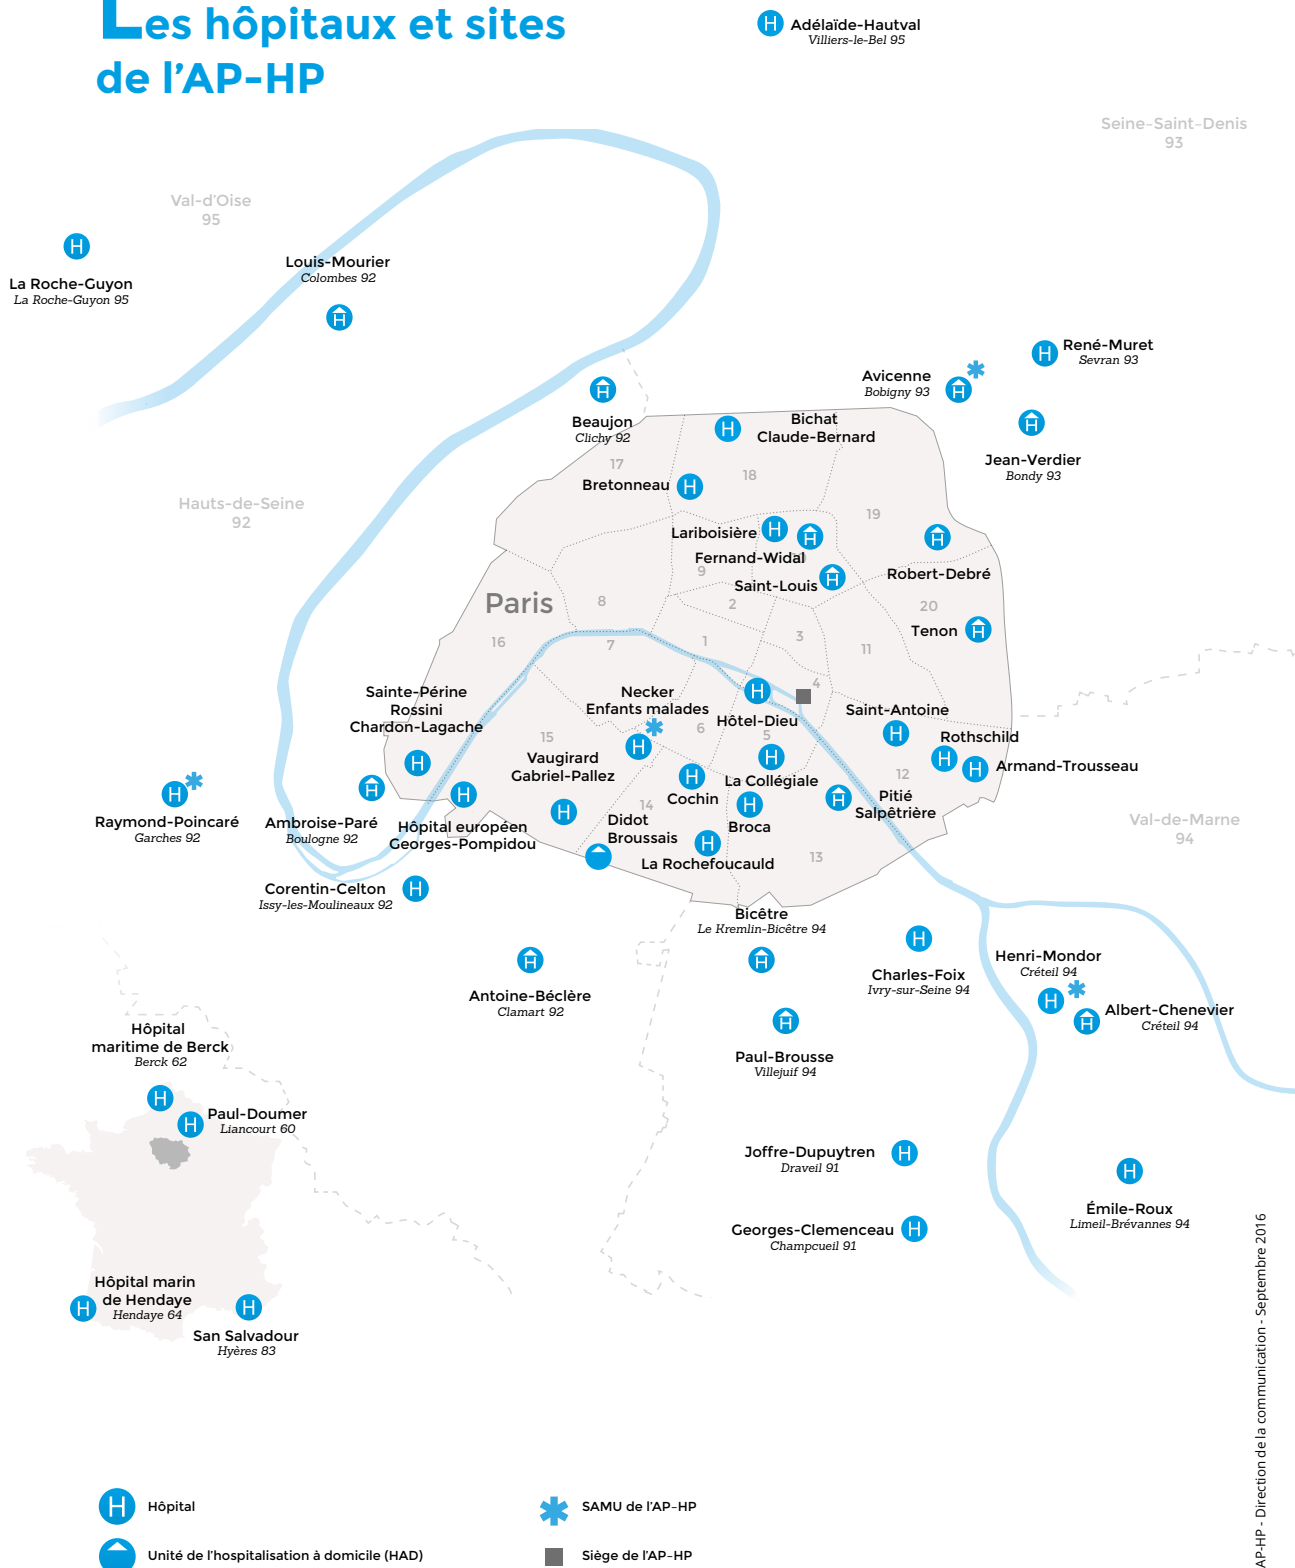 Les hôpitaux et sites
de l'AP-HP
H Adélaïde-Hautval
Villiers-le-Bel 95
Seine-Saint-Denis
93
Val-d'Oise
95
H
La Roche-Guyon
La Roche-Guyon 95
Louis-Mourier
Colombes 92
H
H René-Muret
Sevran 93
Avicenne
Bobigny 93
H
H
Beaujon
Clichy 92
H
Jean-Verdier
Bondy 93
H
Bichat
Claude-Bernard
17
18
Bretonneau H
Hauts-de-Seine
92
19
Lariboisière H
H
Fernand-Widal
10
9
Saint-Louis H
H
Robert-Debré
Paris
8
2
20
Tenon H
16
7
1
3
11
4
Sainte-Périne
Rossini
Chardon-Lagache
H
Necker
Enfants malades
H
H
Hôtel-Dieu
6
5
15
Saint-Antoine
H
Rothschild
H
H Armand-Trousseau
12
Vaugirard
Gabriel-Pallez
H
H
La Collégiale
H
Cochin
14
H
Broca
H
Pitié
Salpêtrière
H
Raymond-Poincaré
Garches 92
H
Ambroise-Paré
Boulogne 92
H
Hôpital européen
Georges-Pompidou
Didot
Broussais
H
La Rochefoucauld
13
Val-de-Marne
94
Corentin-Celton
Issy-les-Moulineaux 92
H
Bicêtre
Le Kremlin-Bicêtre 94
H
H
Antoine-Béclère
Clamart 92
H
Charles-Foix
Ivry-sur-Seine 94
Henri-Mondor
Créteil 94
H
H
Albert-Chenevier
Créteil 94
H
Paul-Brousse
Villejuif 94
Hôpital
maritime de Berck
Berck 62
H
H
Paul-Doumer
Liancourt 60
Joffre-Dupuytren
Draveil 91
H
H
Émile-Roux
Limeil-Brévannes 94
Georges-Clemenceau
Champcueil 91
H
Hôpital marin
de Hendaye
Hendaye 64
H
H
San Salvadour
Hyères 83
H Hôpital
SAMU de l'AP-HP
Unité de l'hospitalisation à domicile (HAD)
Siège de l'AP-HP
AP-HP - Direction de la communication - Septembre 2016